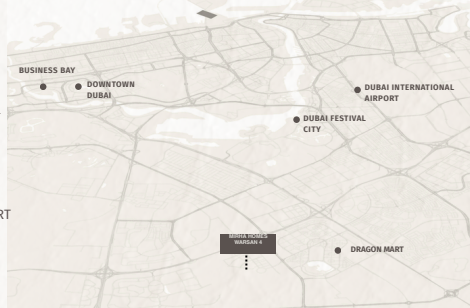 BUSINESS BAY
DOWNTOWN
DUBAI
DUBAI INTERNATIONAL
AIRPORT
DUBAI FESTIVAL
CITY
RT
MIRHA HOMES
WARSAN 4
DRAGON MART